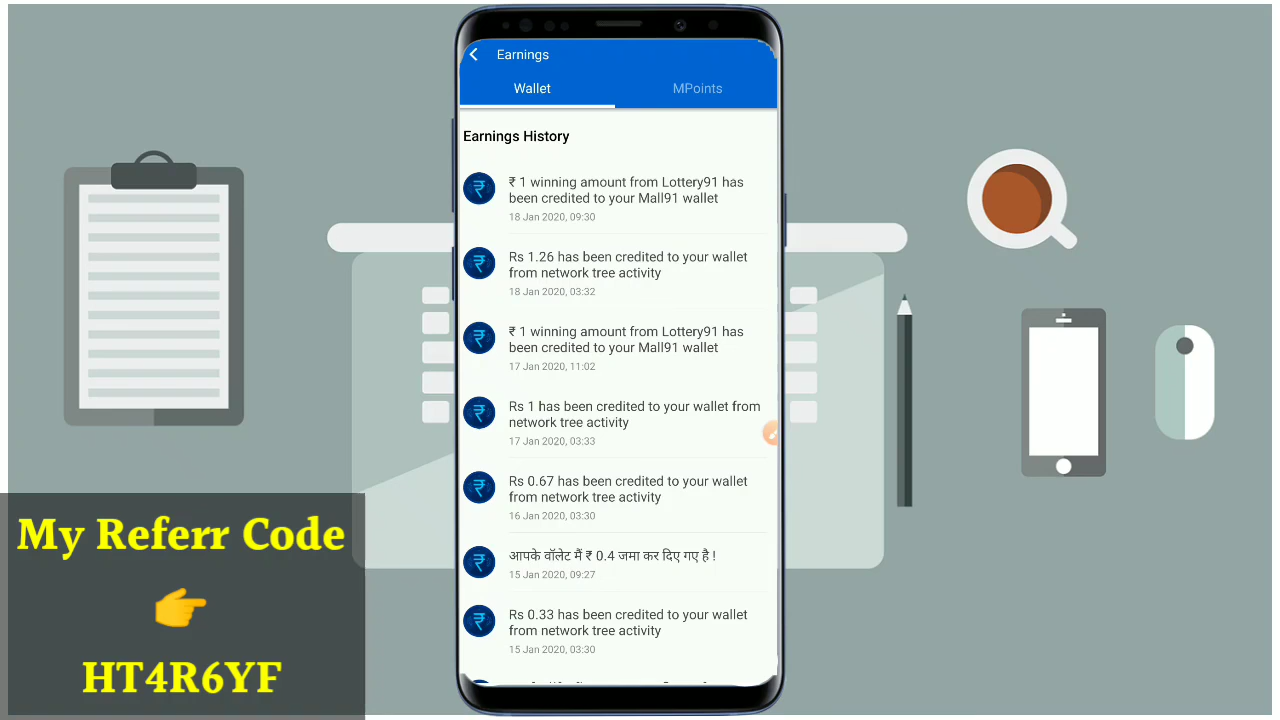 Earnings
Wallet
MPoints
Earnings History
₹ 1 winning amount from Lottery91 has
been credited to your Mall91 wallet
18 Jan 2020, 09:30
Rs 1.26 has been credited to your wallet
from network tree activity
18 Jan 2020, 03:32
₹ 1 winning amount from Lottery91 has
been credited to your Mall91 wallet
17 Jan 2020, 11:02
Rs 1 has been credited to your wallet from
network tree activity
17 Jan 2020, 03:33
Rs 0.67 has been credited to your wallet
from network tree activity
16 Jan 2020, 03:30
आपके वॉलेट मैं ₹ 0.4 जमा कर दिए गए है !
15 Jan 2020, 09:27
Rs 0.33 has been credited to your wallet
from network tree activity
15 Jan 2020, 03:30
My Referr Code
👉
HT4R6YF